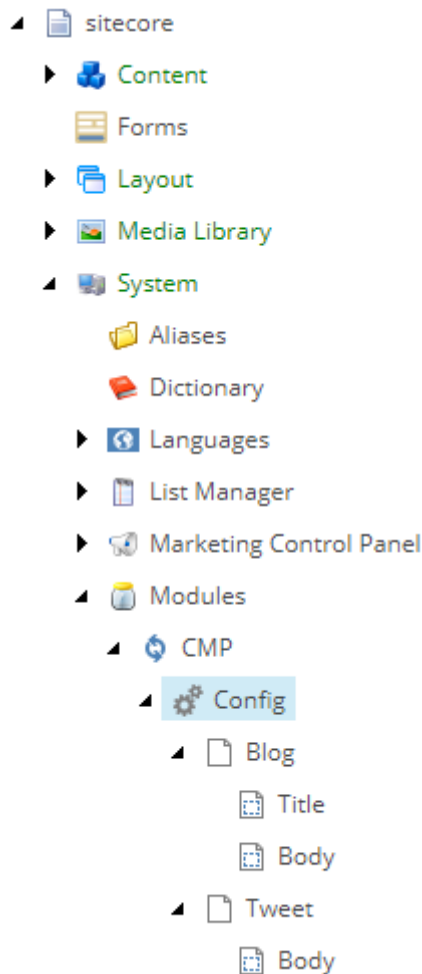 sitecore
Content
Forms
Layout
Media Library
System
Aliases
Dictionary
Languages
List Manager
Marketing Control Panel
Modules
CMP
Config
Blog
Title
Body
Tweet
Body